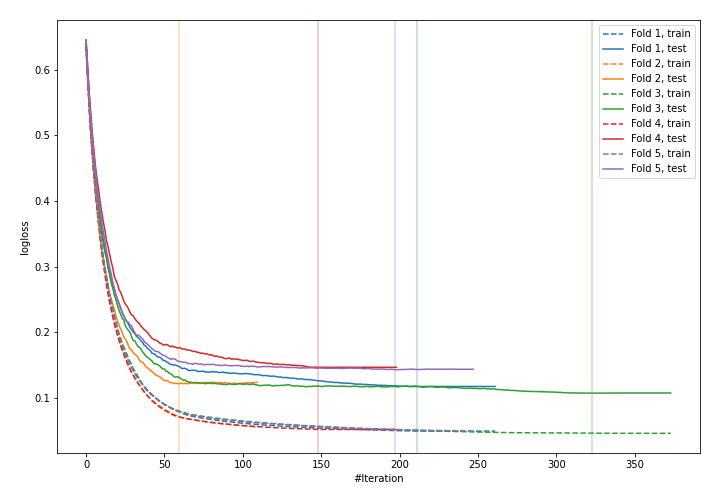 Fold 1, train
Fold 1, test
Fold 2, train
Fold 2, test
Fold 3, train
Fold 3, test
Fold 4, train
Fold 4, test
Fold 5, train
Fold 5, test
logloss
0.6
0.5
0.4
0.3
0.2
0.1
0 50 100 150 200 250 300 350
#Iteration